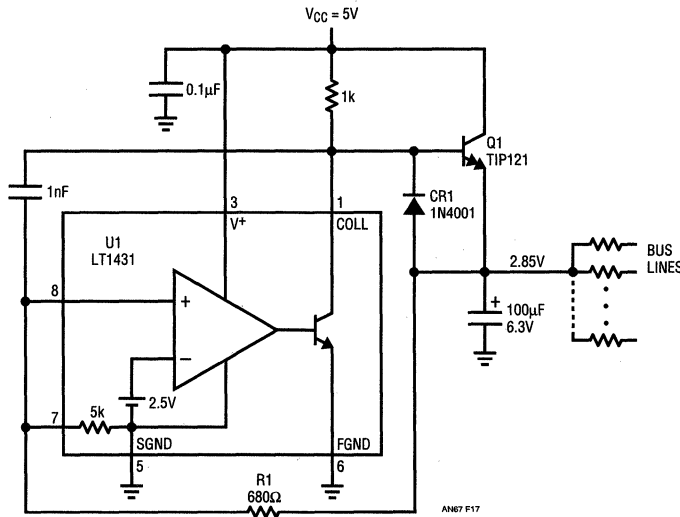 VCC = 5V
0.1µF
1k
Q1
TIP121
1nF
CR1
1N4001
3
1
V+
COLL
U1
LT1431
2.85V
BUS
LINES
8
+
+
100µF
6.3V
–
2.5V
7
5k
SGND
FGND
5
6
R1
680Ω
AN67 F17